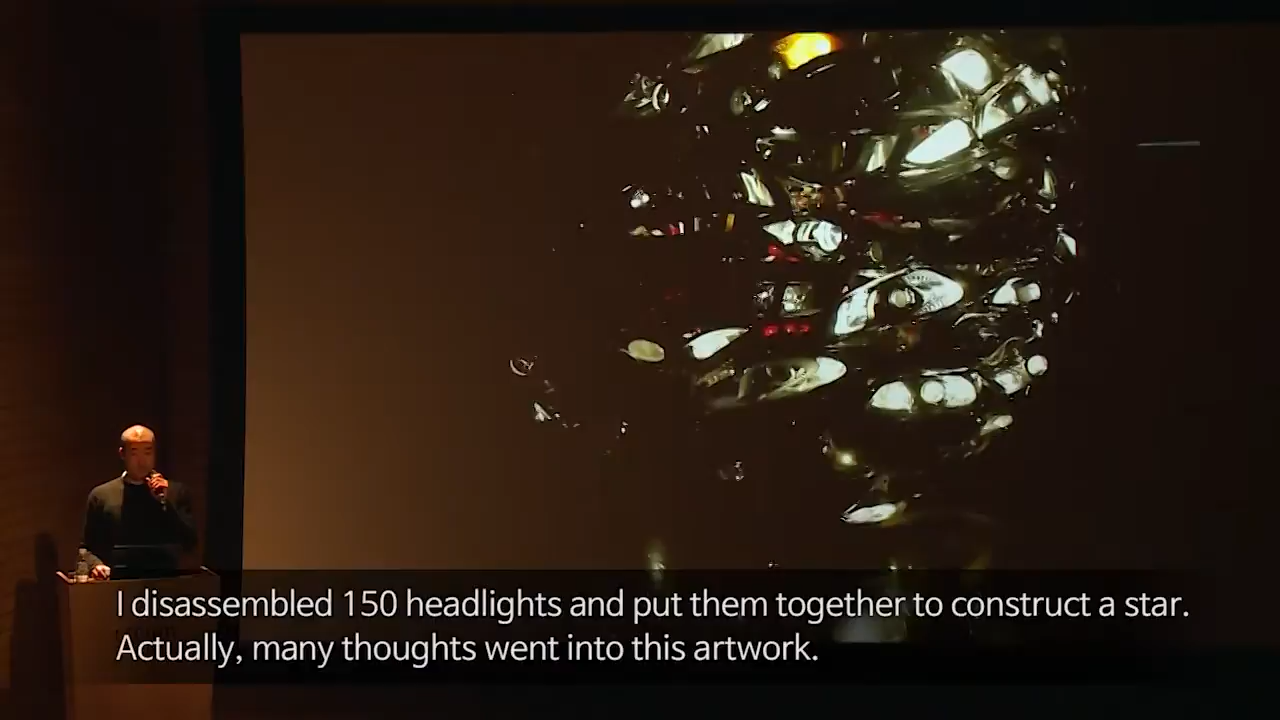 I disassembled 150 headlights and put them together to construct a star.
Actually, many thoughts went into this artwork.